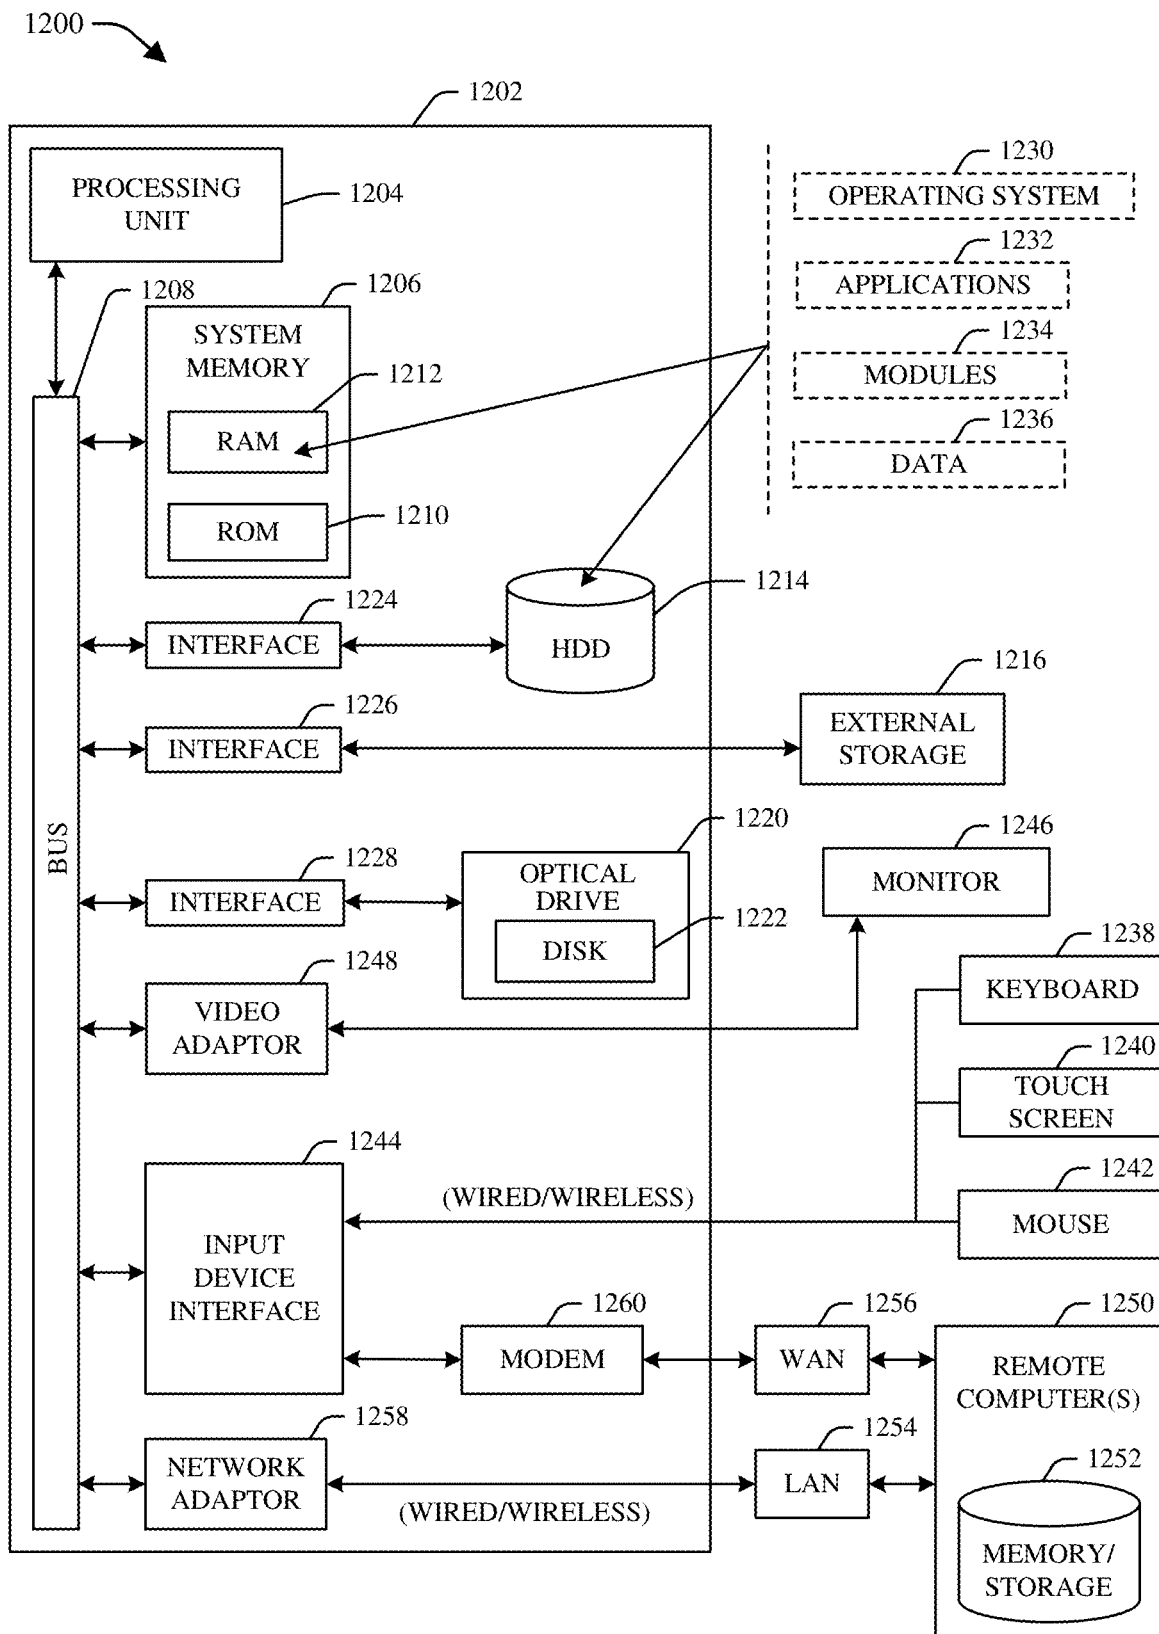 1200
1202
PROCESSING
UNIT
1204
1230
OPERATING SYSTEM
1232
APPLICATIONS
1234
MODULES
1236
DATA
1208
1206
SYSTEM
MEMORY
1212
RAM
1210
ROM
1224
INTERFACE
1214
HDD
1226
INTERFACE
1216
EXTERNAL
STORAGE
BUS
1228
INTERFACE
1220
OPTICAL
DRIVE
1222
DISK
1246
MONITOR
1248
VIDEO
ADAPTOR
1238
KEYBOARD
1240
TOUCH
SCREEN
1242
MOUSE
1244
INPUT
DEVICE
INTERFACE
(WIRED/WIRELESS)
1260
MODEM
1256
WAN
1250
REMOTE
COMPUTER(S)
1258
NETWORK
ADAPTOR
(WIRED/WIRELESS)
1254
LAN
1252
MEMORY/
STORAGE